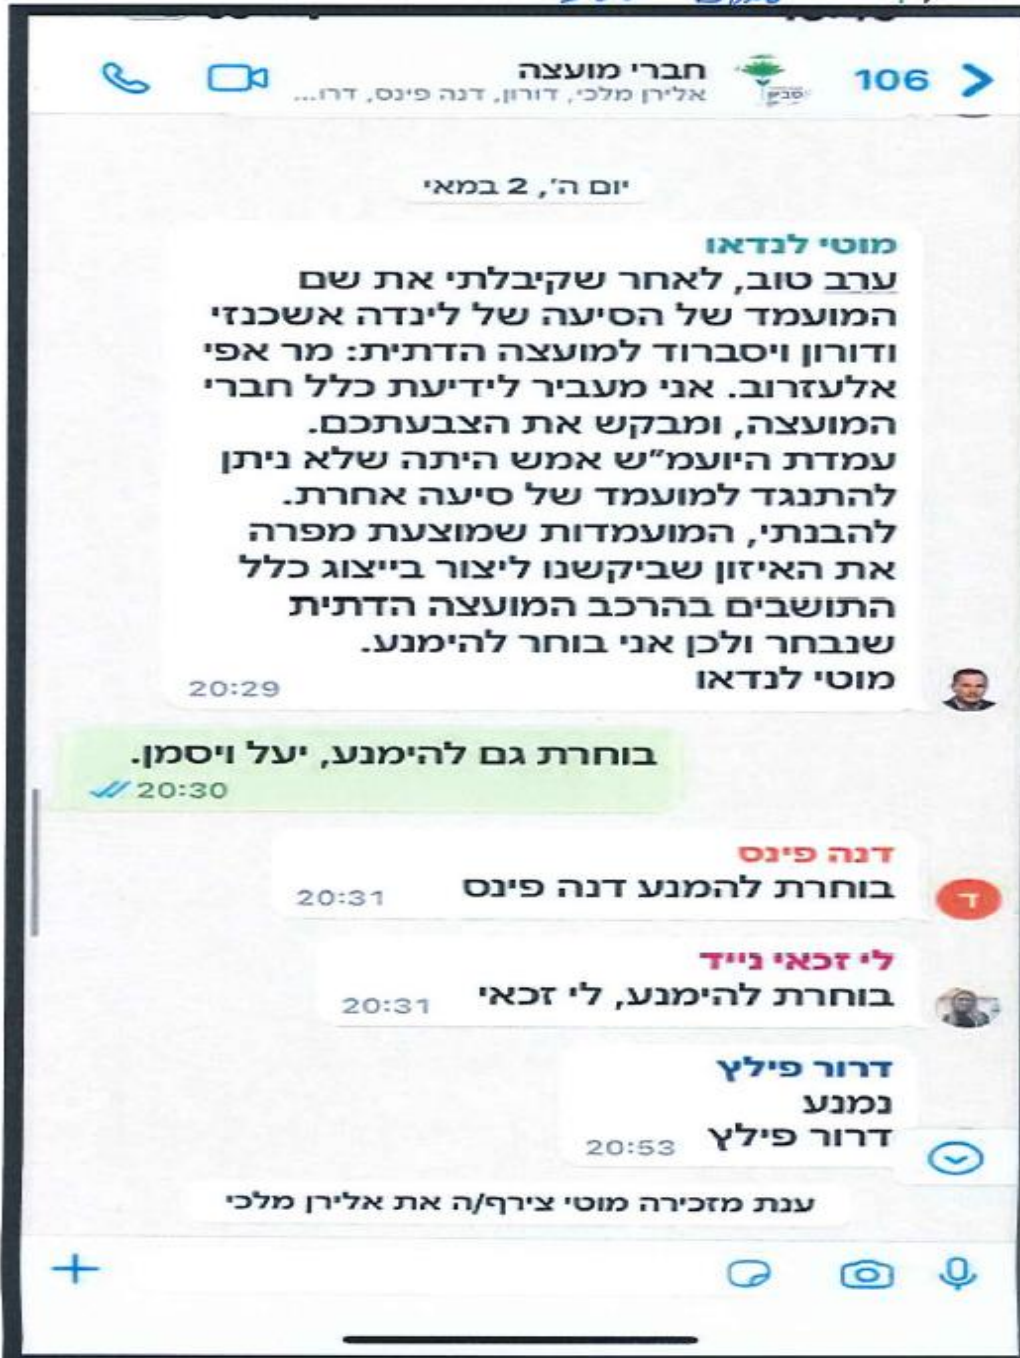 106
חברי מועצה
אלירן מלכי, דורון, דנה פינס, דרו...
סביון
יום ה', 2 במאי
מוטי לנדאו
ערב טוב, לאחר שקיבלתי את שם
המועמד של הסיעה של לינדה אשכנזי
ודורון ויסברוד למועצה הדתית: מר אפי
אלעזרוב. אני מעביר לידיעת כלל חברי
המועצה, ומבקש את הצבעתכם.
עמדת היועמ"ש אמש היתה שלא ניתן
להתנגד למועמד של סיעה אחרת.
להבנתי, המועמדות שמוצעת מפרה
את האיזון שביקשנו ליצור בייצוג כלל
התושבים בהרכב המועצה הדתית
שנבחר ולכן אני בוחר להימנע.
מוטי לנדאו
20:29
בוחרת גם להימנע, יעל ויסמן.
20:30
דנה פינס
בוחרת להמנע דנה פינס
20:31
ד
לי זכאי נייד
בוחרת להימנע, לי זכאי
20:31
דרור פילץ
נמנע
דרור פילץ
20:53
ענת מזכירה מוטי צירף/ה את אלירן מלכי